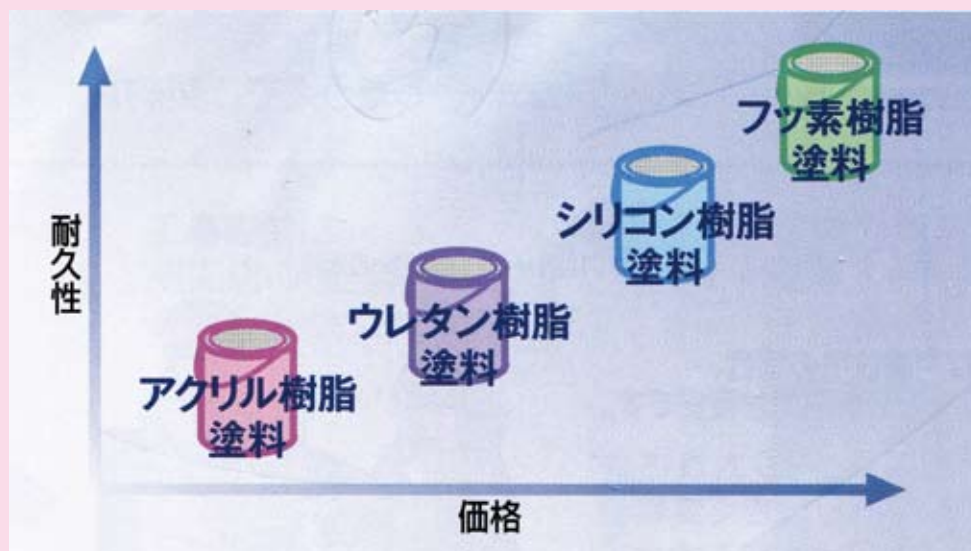 フッ素樹脂
塗料
シリコン樹脂
塗料
ウレタン樹脂
塗料
アクリル樹脂
塗料
耐久性
価格